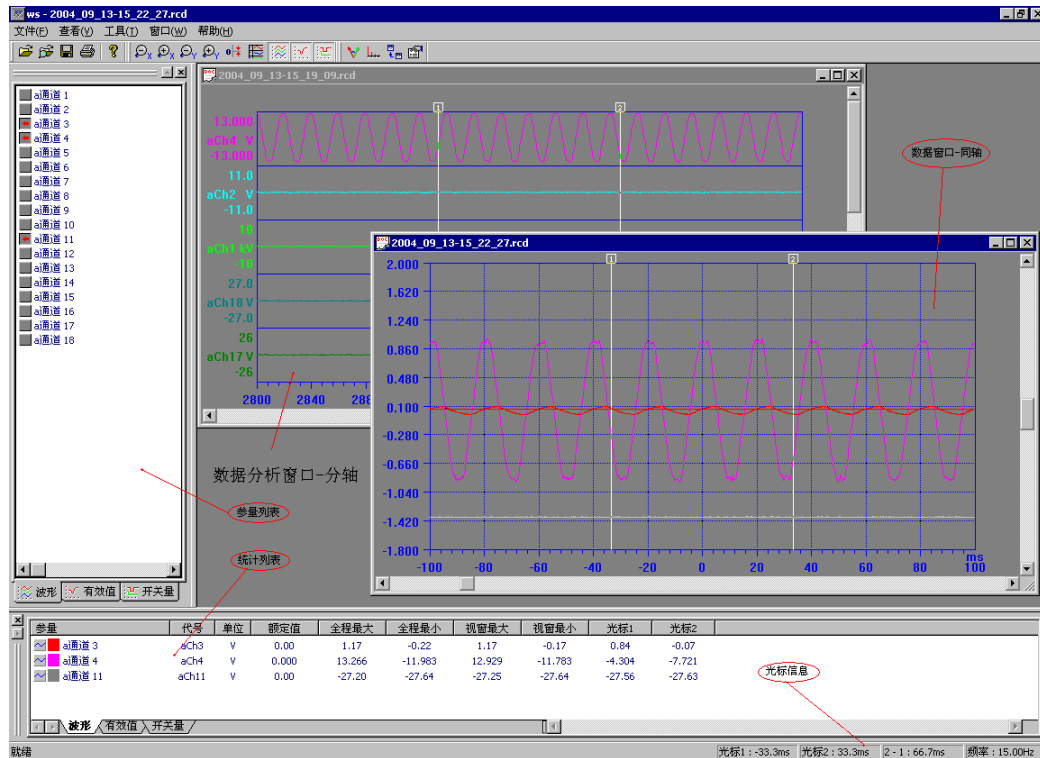 ws - 2004_09_13-15_22_27.rcd
文件(F) 查看(V) 工具(T) 窗口(W) 帮助(H)
ai通道 1
ai通道 2
ai通道 3
ai通道 4
ai通道 5
ai通道 6
ai通道 7
ai通道 8
ai通道 9
ai通道 10
ai通道 11
ai通道 12
ai通道 13
ai通道 14
ai通道 15
ai通道 16
ai通道 17
ai通道 18
波形 有效值 开关量
2004_09_13-15_19_09.rcd
1 2
13.000
aCh4 V
-13.000
11.0
aCh2 V
-11.0
10
aCh1 kV
-10
27.0
aCh18 V
-27.0
26
aCh17 V
-26
2800 2840 288
数据分析窗口-分轴
参量列表
统计列表
数据窗口-同轴
2004_09_13-15_22_27.rcd
1 2
2.000
1.620
1.240
0.860
0.480
0.100
-0.280
-0.660
-1.040
-1.420
-1.800
ms
-100 -80 -60 -40 -20 0 20 40 60 80 100
参量 代号 单位 额定值 全程最大 全程最小 视窗最大 视窗最小 光标1 光标2
ai通道 3 aCh3 V 0.00 1.17 -0.22 1.17 -0.17 0.84 -0.07
ai通道 4 aCh4 V 0.000 13.266 -11.983 12.929 -11.783 -4.304 -7.721
ai通道 11 aCh11 V 0.00 -27.20 -27.64 -27.25 -27.64 -27.56 -27.63
光标信息
波形 有效值 开关量
就绪 光标1:-33.3ms 光标2:33.3ms 2-1:66.7ms 频率:15.00Hz